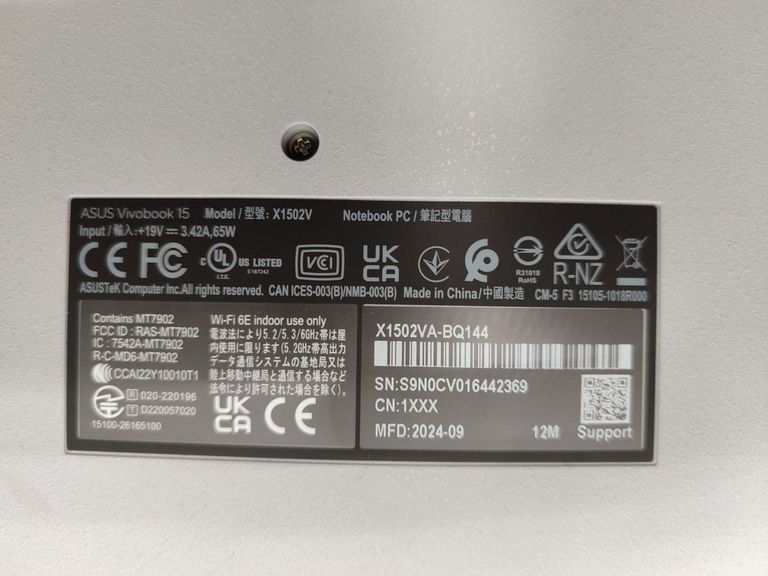 ASUS Vivobook 15 Model / 型號: X1502V Notebook PC / 筆記型電腦
Input / 輸入:+19V⎓3.42A,65W
CE FC c UL US LISTED VCI UK CA R-NZ
I.T.E. E187242 R31018 RoHS
ASUSTeK Computer Inc.All rights reserved. CAN ICES-003(B)/NMB-003(B) Made in China/中國製造 CM-5 F3 15105-1018R000
Contains MT7902
FCC ID : RAS-MT7902
IC : 7542A-MT7902
R-C-MD6-MT7902
CCAI22Y10010T1
R 020-220196
T D220057020
15100-26165100
Wi-Fi 6E indoor use only
電波法により5.2/5.3/6GHz帯は屋
内使用に限ります (5.2GHz帯高出力
データ通信システムの基地局又は
陸上移動中継局と通信する場合など
法令により許可された場合を除く)。
UK CA CE
X1502VA-BQ144
SN:S9N0CV016442369
CN:1XXX
MFD:2024-09 12M Support